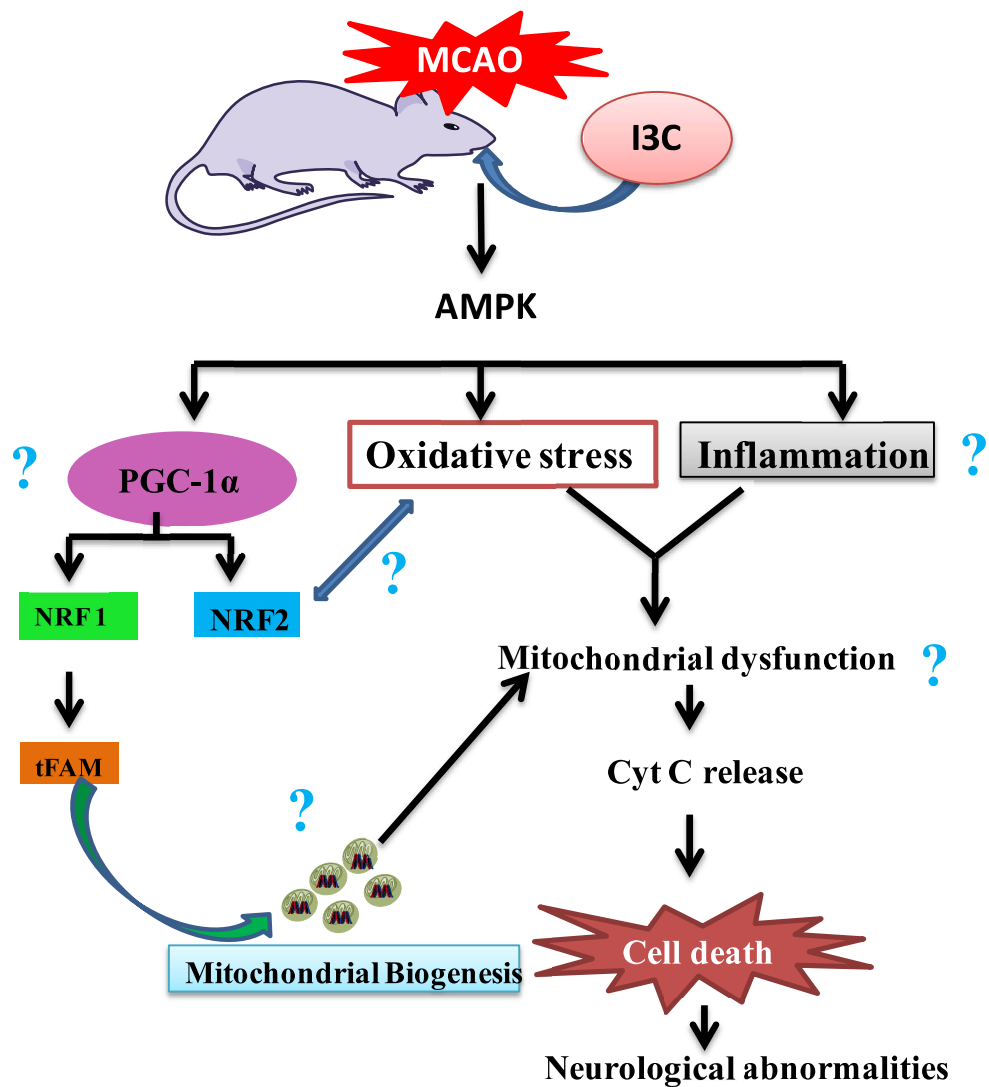 MCAO
I3C
AMPK
?
PGC-1α
Oxidative stress
Inflammation
?
?
NRF1
NRF2
Mitochondrial dysfunction
?
tFAM
Cyt C release
?
Cell death
Mitochondrial Biogenesis
Neurological abnormalities